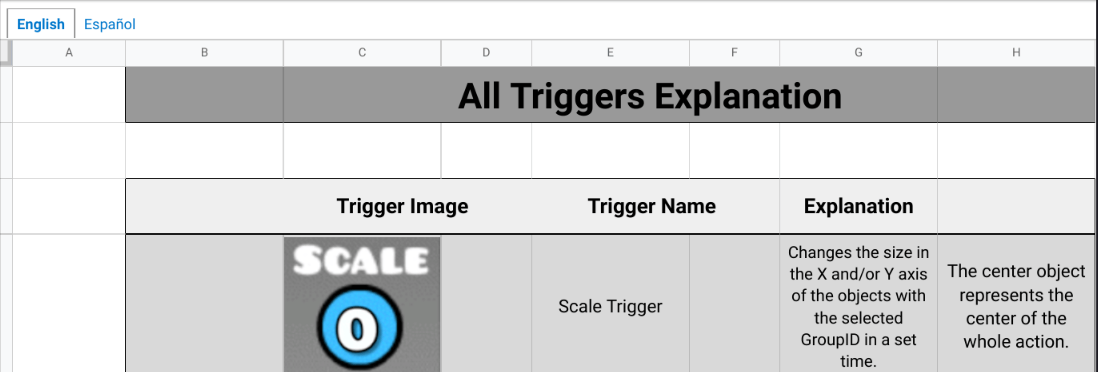 English Español
A B C D E F G H
All Triggers Explanation
Trigger Image Trigger Name Explanation
SCALE
0
Scale Trigger
Changes the size in
the X and/or Y axis
of the objects with
the selected
GroupID in a set
time.
The center object
represents the
center of the
whole action.